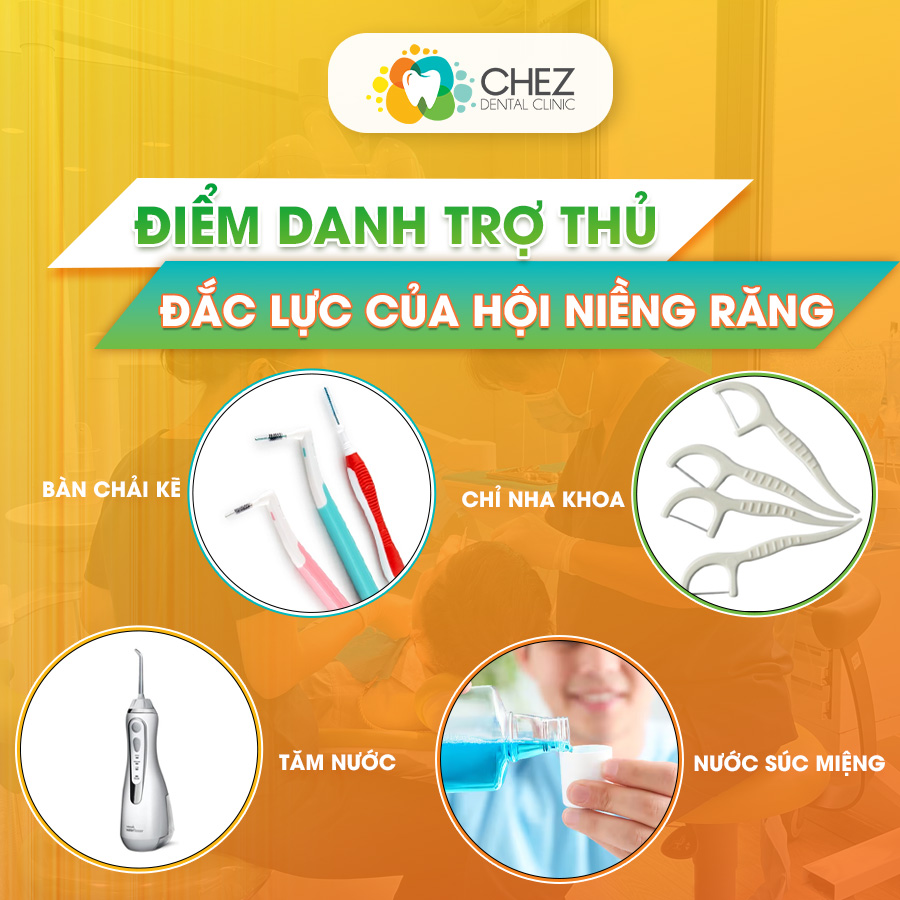 CHEZ
DENTAL CLINIC
ĐIỂM DANH TRỢ THỦ
ĐẮC LỰC CỦA HỘI NIỀNG RĂNG
BÀN CHẢI KẼ
CHỈ NHA KHOA
TĂM NƯỚC
NƯỚC SÚC MIỆNG